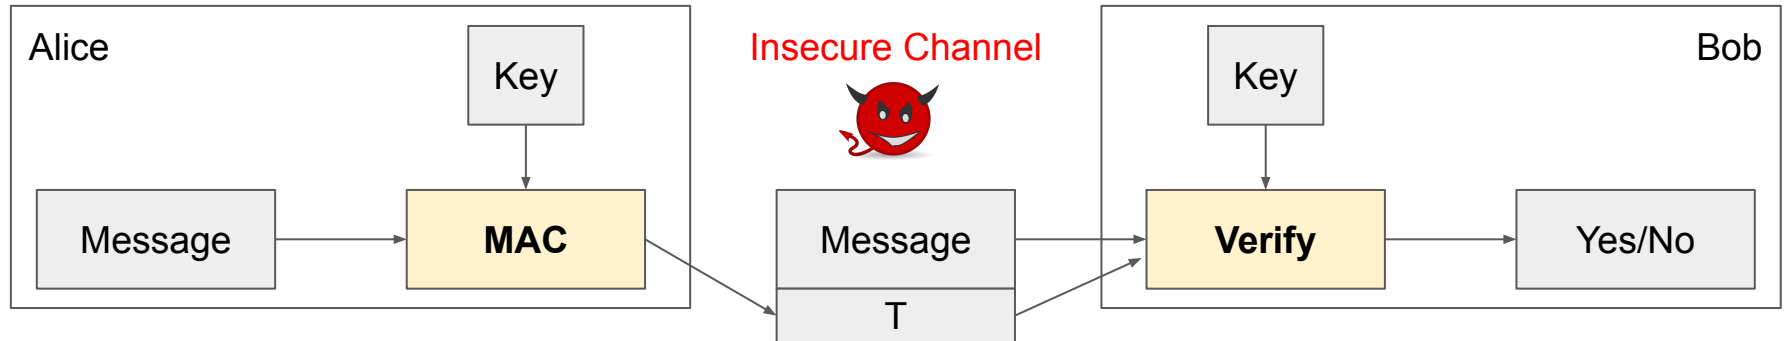 Alice
Key
Message
MAC
Insecure Channel
Message
T
Bob
Key
Verify
Yes/No